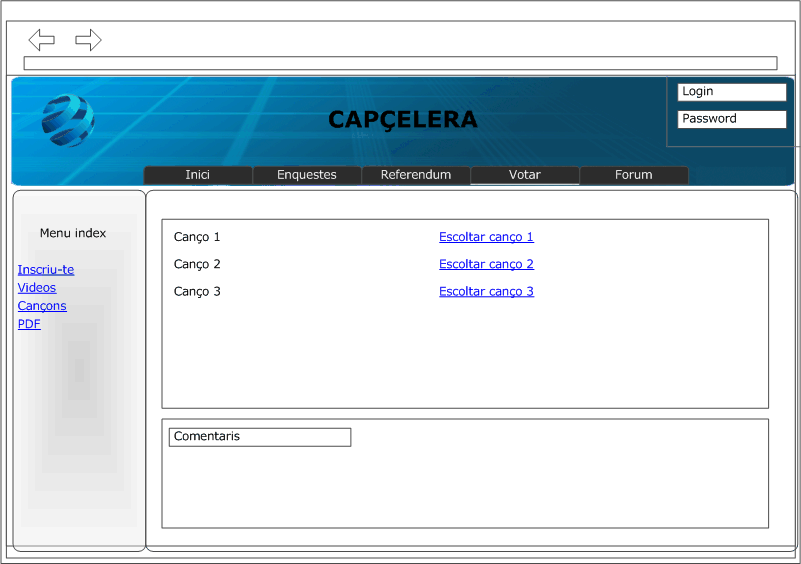 Login
CAPÇELERA
Password
Inici Enquestes Referendum Votar Forum
Menu index
Inscriu-te
Videos
Cançons
PDF
Canço 1 Escoltar canço 1
Canço 2 Escoltar canço 2
Canço 3 Escoltar canço 3
Comentaris